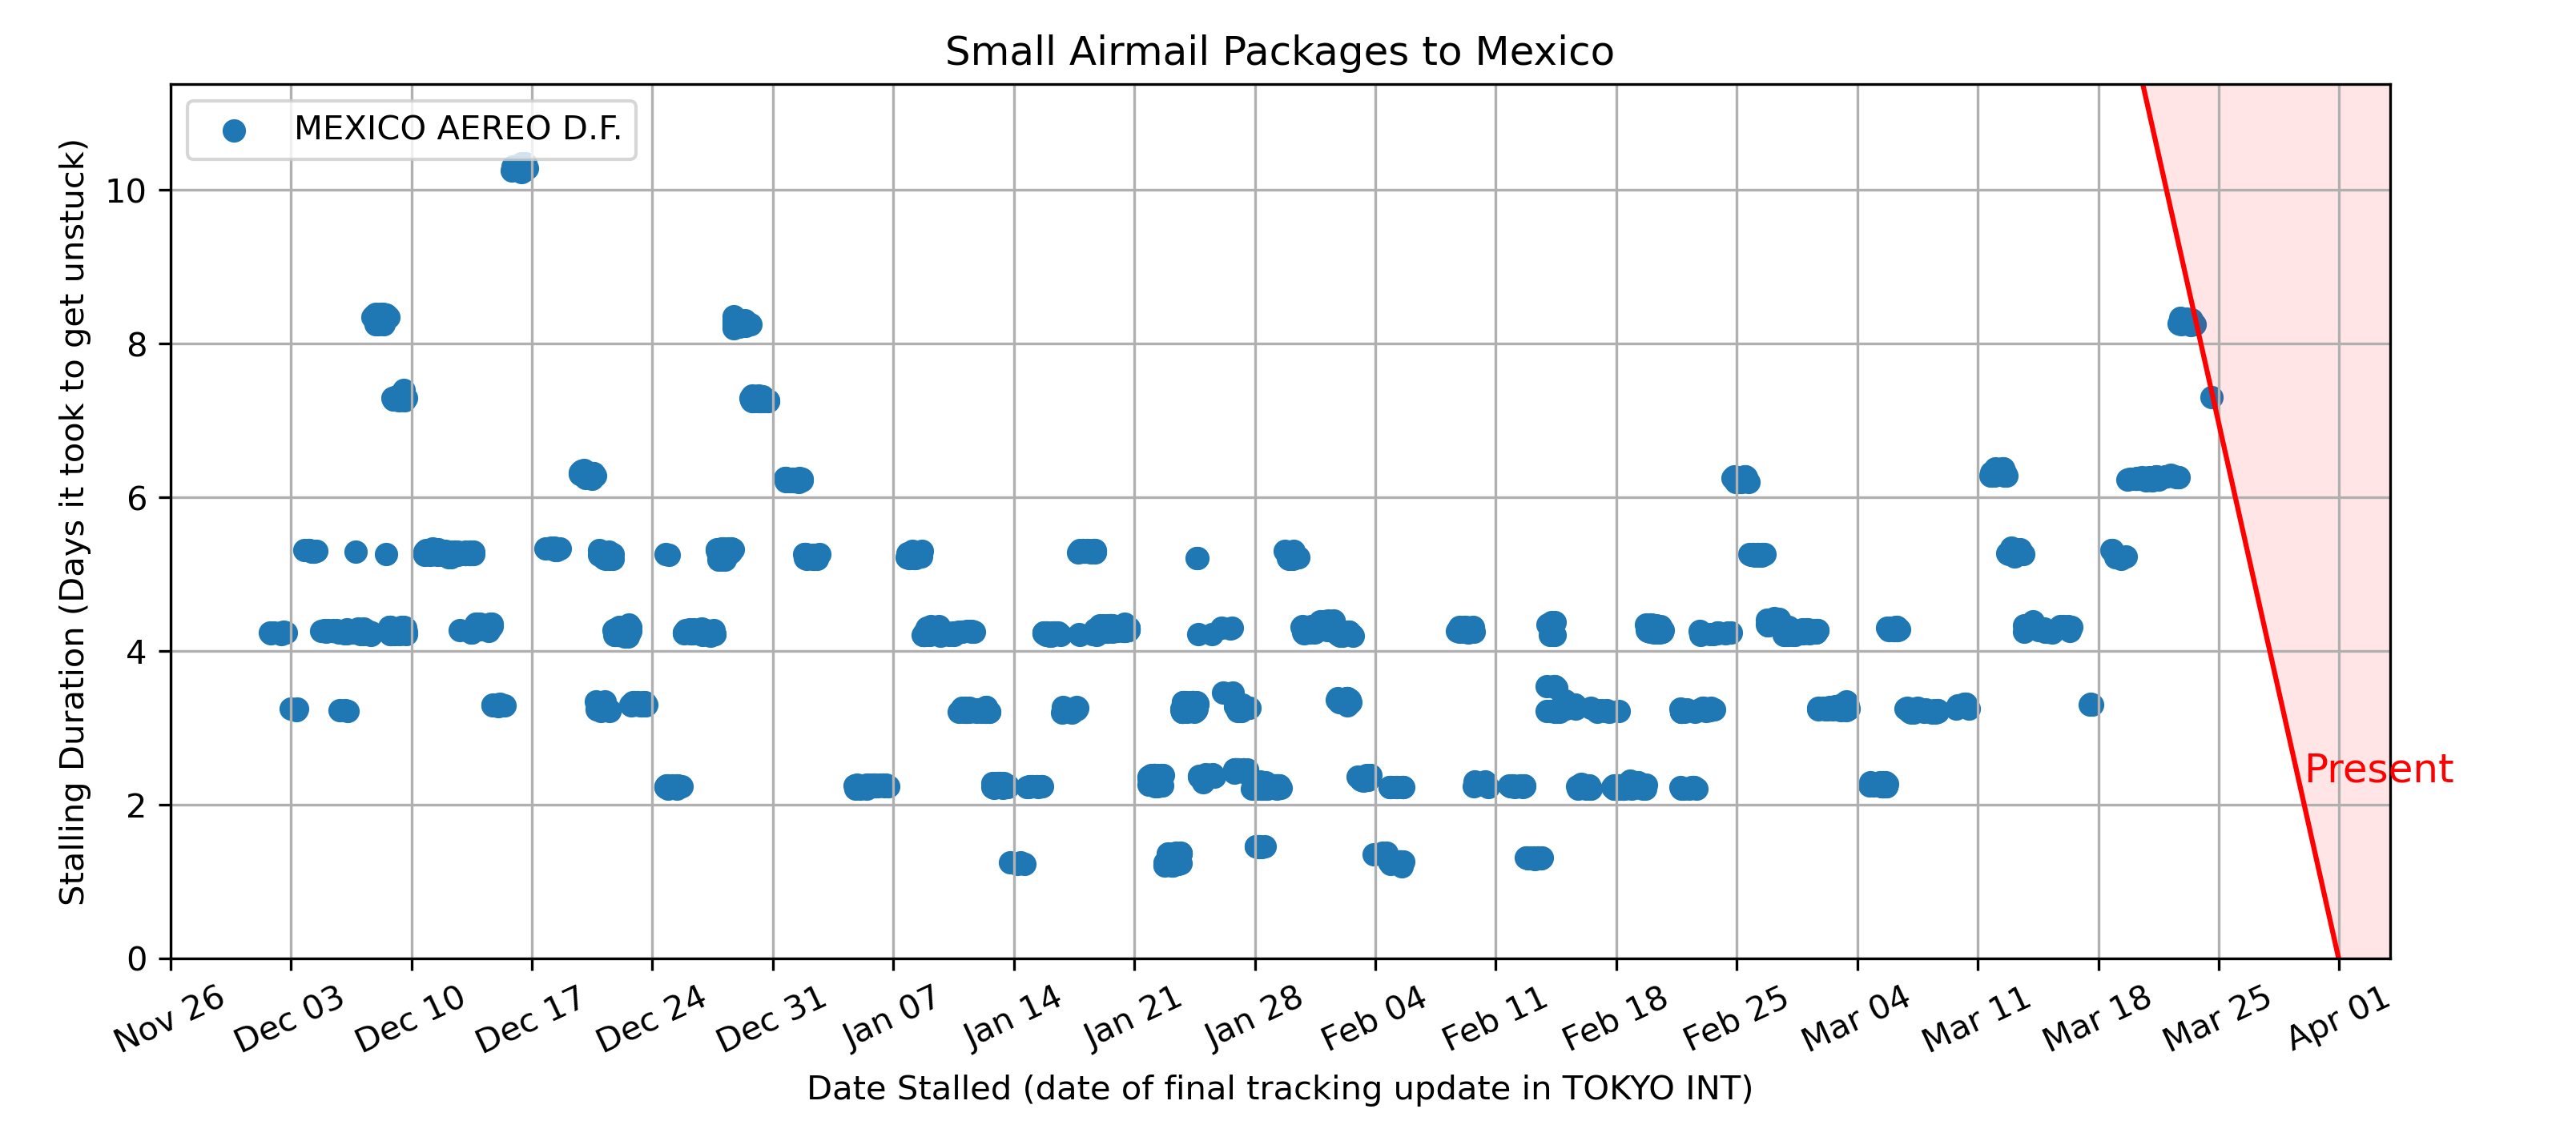 Small Airmail Packages to Mexico
MEXICO AEREO D.F.
Stalling Duration (Days it took to get unstuck)
10
8
6
4
2
0
Present
Nov 26
Dec 03
Dec 10
Dec 17
Dec 24
Dec 31
Jan 07
Jan 14
Jan 21
Jan 28
Feb 04
Feb 11
Feb 18
Feb 25
Mar 04
Mar 11
Mar 18
Mar 25
Apr 01
Date Stalled (date of final tracking update in TOKYO INT)